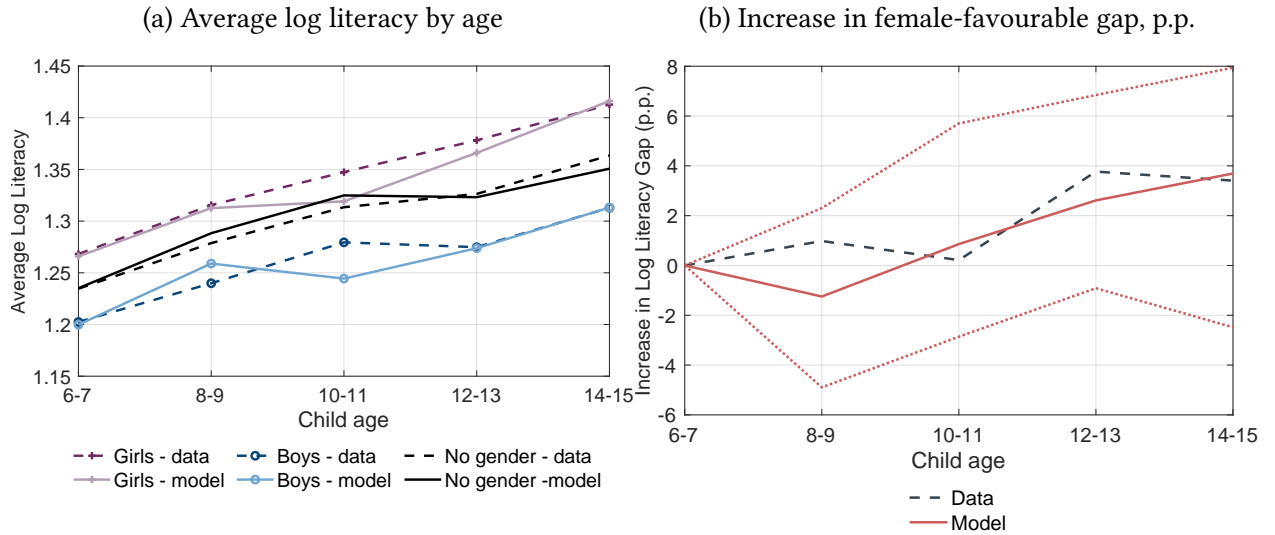 (a) Average log literacy by age
Average Log Literacy
1.45
1.4
1.35
1.3
1.25
1.2
1.15
6-7
8-9
10-11
12-13
14-15
Child age
Girls - data
Boys - data
No gender - data
Girls - model
Boys - model
No gender -model
(b) Increase in female-favourable gap, p.p.
Increase in Log Literacy Gap (p.p.)
8
6
4
2
0
-2
-4
-6
6-7
8-9
10-11
12-13
14-15
Child age
Data
Model